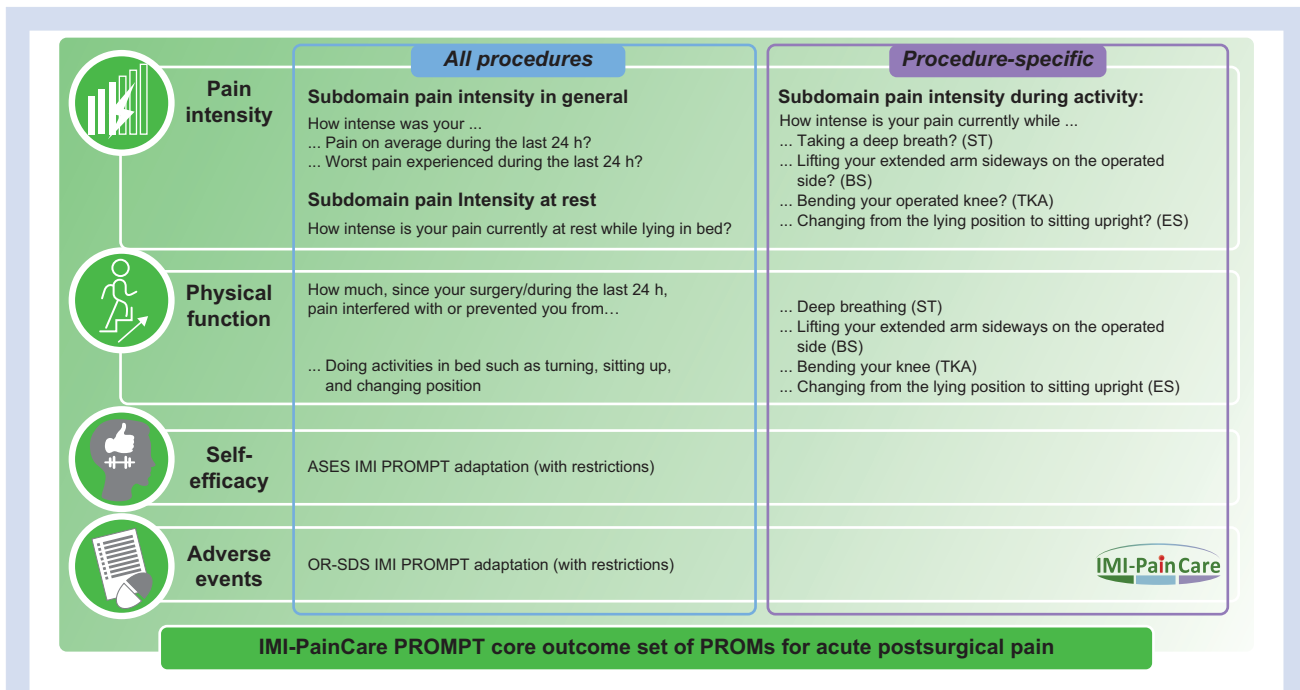 All procedures
Procedure-specific
Pain
intensity
Subdomain pain intensity in general
How intense was your ...
... Pain on average during the last 24 h?
... Worst pain experienced during the last 24 h?
Subdomain pain Intensity at rest
How intense is your pain currently at rest while lying in bed?
Subdomain pain intensity during activity:
How intense is your pain currently while ...
... Taking a deep breath? (ST)
... Lifting your extended arm sideways on the operated
side? (BS)
... Bending your operated knee? (TKA)
... Changing from the lying position to sitting upright? (ES)
Physical
function
How much, since your surgery/during the last 24 h,
pain interfered with or prevented you from…
... Doing activities in bed such as turning, sitting up,
and changing position
... Deep breathing (ST)
... Lifting your extended arm sideways on the operated
side (BS)
... Bending your knee (TKA)
... Changing from the lying position to sitting upright (ES)
Self-
efficacy
ASES IMI PROMPT adaptation (with restrictions)
Adverse
events
OR-SDS IMI PROMPT adaptation (with restrictions)
IMI-PainCare
IMI-PainCare PROMPT core outcome set of PROMs for acute postsurgical pain